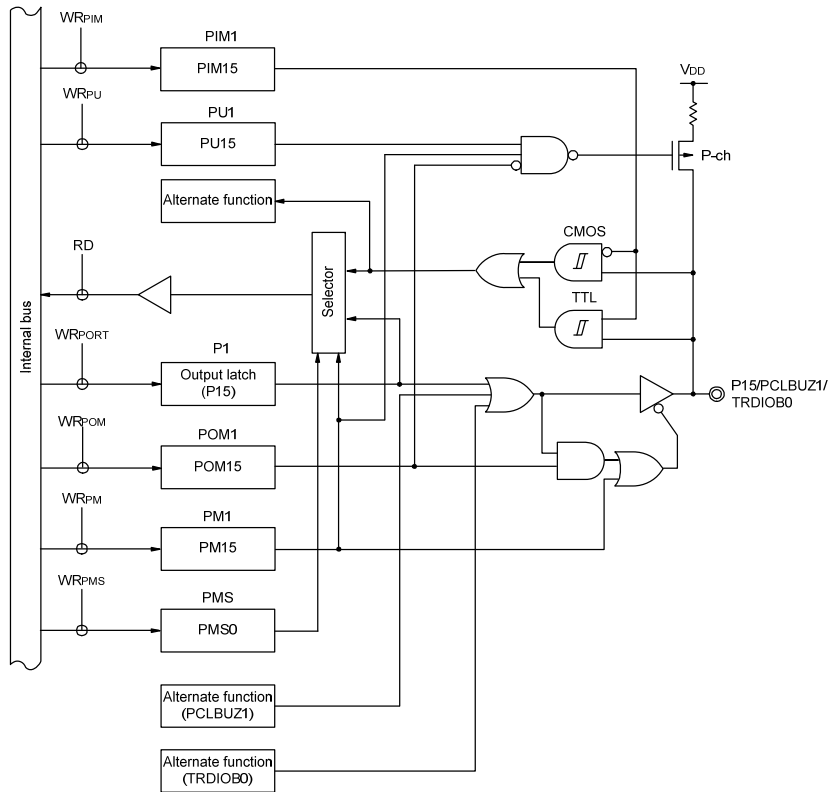 WRPIM
PIM1
PIM15
VDD
WRPU
PU1
PU15
P-ch
Alternate function
CMOS
RD
Selector
TTL
Internal bus
WRPORT
P1
Output latch
(P15)
P15/PCLBUZ1/
TRDIOB0
WRPOM
POM1
POM15
WRPM
PM1
PM15
WRPMS
PMS
PMS0
Alternate function
(PCLBUZ1)
Alternate function
(TRDIOB0)